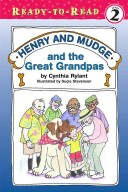 READY-TO-READ
2
HENRY AND MUDGE
and the
Great Grandpas
by Cynthia Rylant
Illustrated by Suçie Stevenson